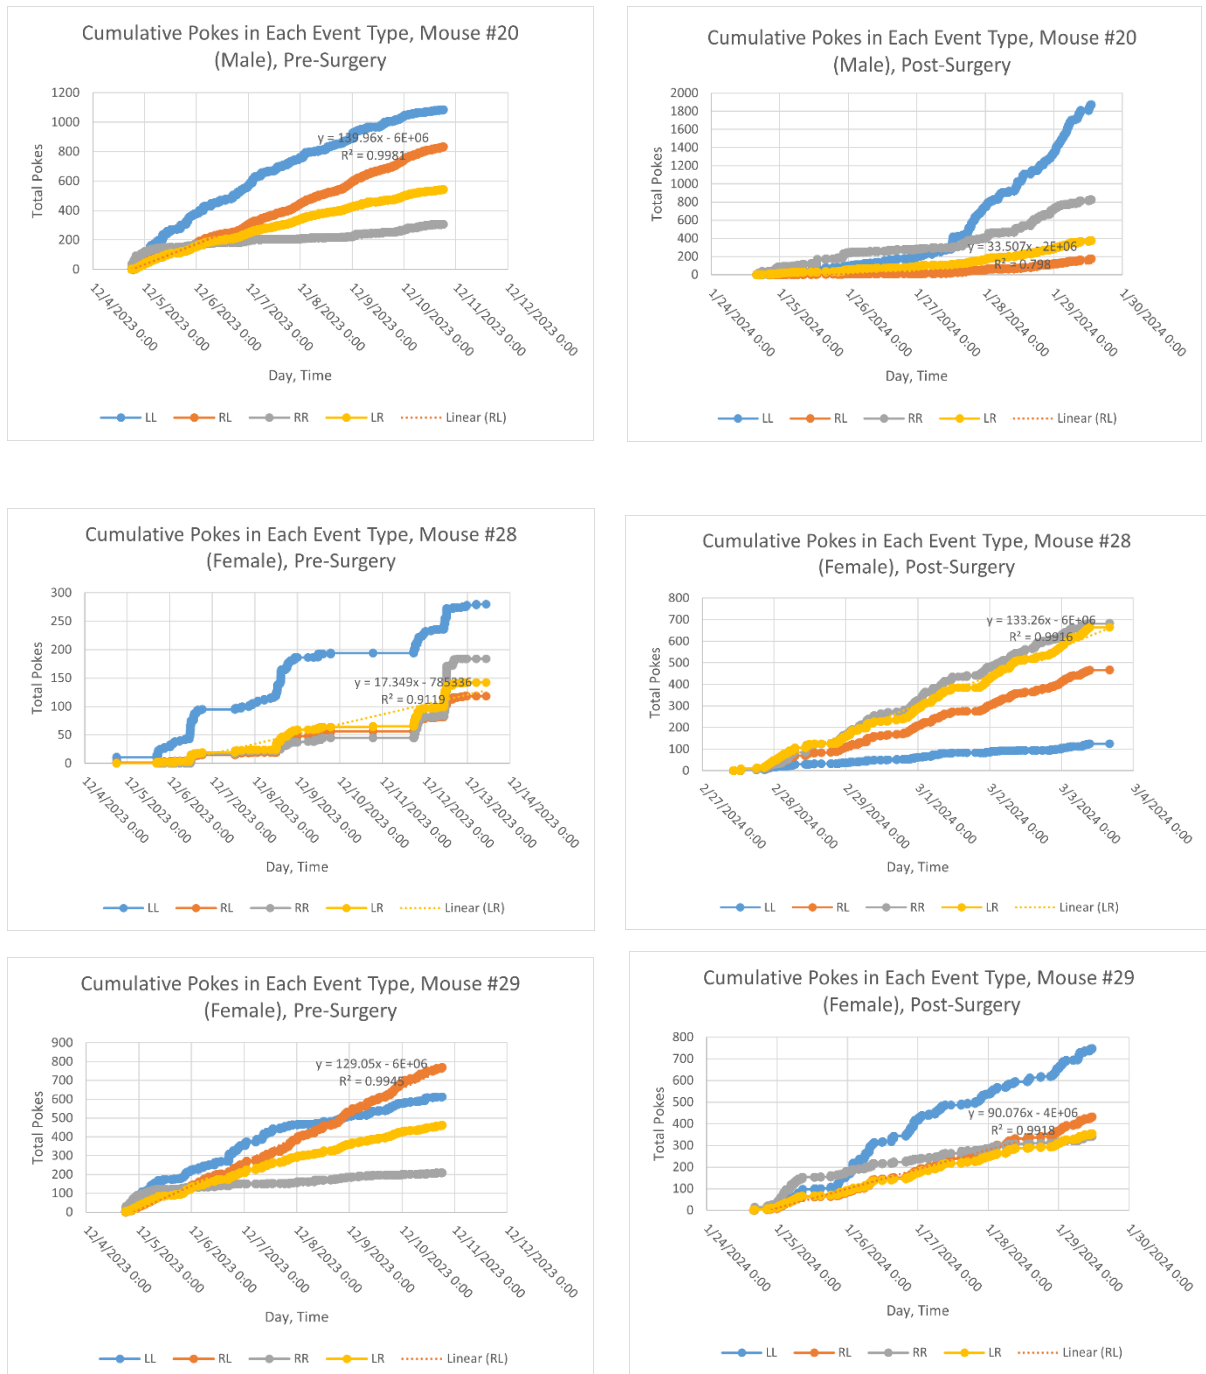 Cumulative Pokes in Each Event Type, Mouse #20
(Male), Pre-Surgery
1200
1000
800
600
400
200
0
Total Pokes
y = 139.96x - 6E+06
R² = 0.9981
12/4/2023 0:00
12/5/2023 0:00
12/6/2023 0:00
12/7/2023 0:00
12/8/2023 0:00
12/9/2023 0:00
12/10/2023 0:00
12/11/2023 0:00
12/12/2023 0:00
Day, Time
LL RL RR LR Linear (RL)
Cumulative Pokes in Each Event Type, Mouse #20
(Male), Post-Surgery
2000
1800
1600
1400
1200
1000
800
600
400
200
0
Total Pokes
y = 33.507x - 2E+06
R² = 0.798
1/24/2024 0:00
1/25/2024 0:00
1/26/2024 0:00
1/27/2024 0:00
1/28/2024 0:00
1/29/2024 0:00
1/30/2024 0:00
Day, Time
LL RL RR LR Linear (RL)
Cumulative Pokes in Each Event Type, Mouse #28
(Female), Pre-Surgery
300
250
200
150
100
50
0
Total Pokes
y = 17.349x - 785336
R² = 0.9119
12/4/2023 0:00
12/5/2023 0:00
12/6/2023 0:00
12/7/2023 0:00
12/8/2023 0:00
12/9/2023 0:00
12/10/2023 0:00
12/11/2023 0:00
12/12/2023 0:00
12/13/2023 0:00
12/14/2023 0:00
Day, Time
LL RL RR LR Linear (LR)
Cumulative Pokes in Each Event Type, Mouse #28
(Female), Post-Surgery
800
700
600
500
400
300
200
100
0
Total Pokes
y = 133.26x - 6E+06
R² = 0.9916
2/27/2024 0:00
2/28/2024 0:00
2/29/2024 0:00
3/1/2024 0:00
3/2/2024 0:00
3/3/2024 0:00
3/4/2024 0:00
Day, Time
LL RL RR LR Linear (LR)
Cumulative Pokes in Each Event Type, Mouse #29
(Female), Pre-Surgery
900
800
700
600
500
400
300
200
100
0
Total Pokes
y = 129.05x - 6E+06
R² = 0.9945
12/4/2023 0:00
12/5/2023 0:00
12/6/2023 0:00
12/7/2023 0:00
12/8/2023 0:00
12/9/2023 0:00
12/10/2023 0:00
12/11/2023 0:00
12/12/2023 0:00
Day, Time
LL RL RR LR Linear (RL)
Cumulative Pokes in Each Event Type, Mouse #29
(Female), Post-Surgery
800
700
600
500
400
300
200
100
0
Total Pokes
y = 90.076x - 4E+06
R² = 0.9918
1/24/2024 0:00
1/25/2024 0:00
1/26/2024 0:00
1/27/2024 0:00
1/28/2024 0:00
1/29/2024 0:00
1/30/2024 0:00
Day, Time
LL RL RR LR Linear (RL)